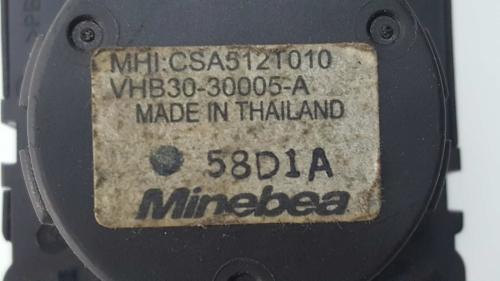 MHI:CSA512T010
VHB30-30005-A
MADE IN THAILAND
58D1A
Minebea